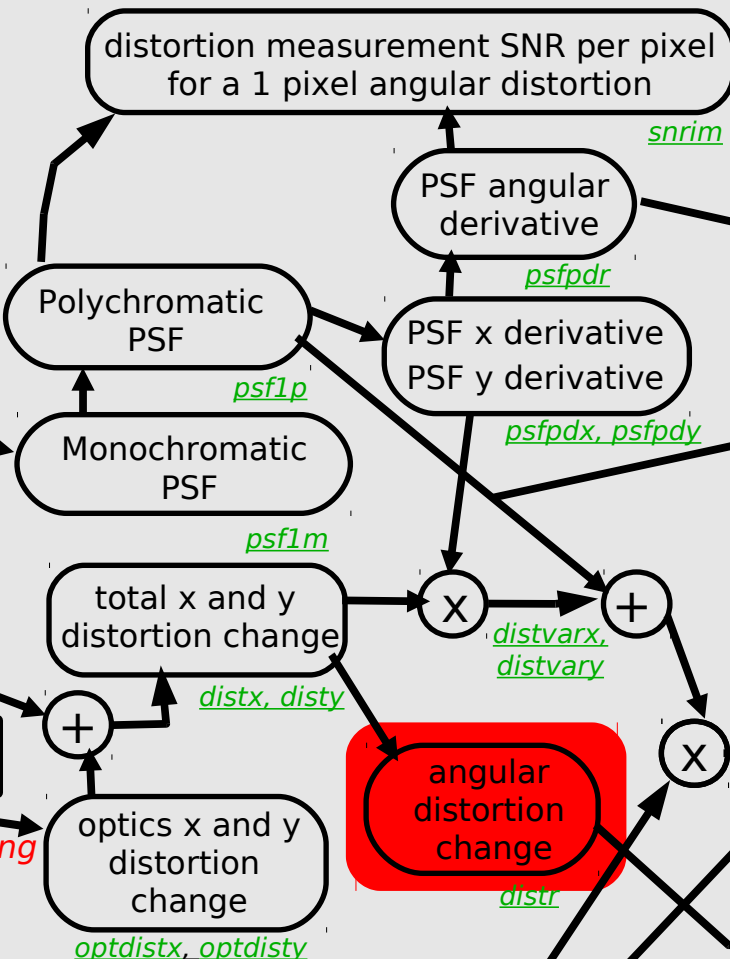 distortion measurement SNR per pixel
for a 1 pixel angular distortion
snrim
PSF angular
derivative
psfpdr
Polychromatic
PSF
psf1p
PSF x derivative
PSF y derivative
psfpdx, psfpdy
Monochromatic
PSF
psf1m
total x and y
distortion change
distx, disty
x
distvarx,
distvary
+
+
x
angular
distortion
change
distr
optics x and y
distortion
change
optdistx, optdisty
ng